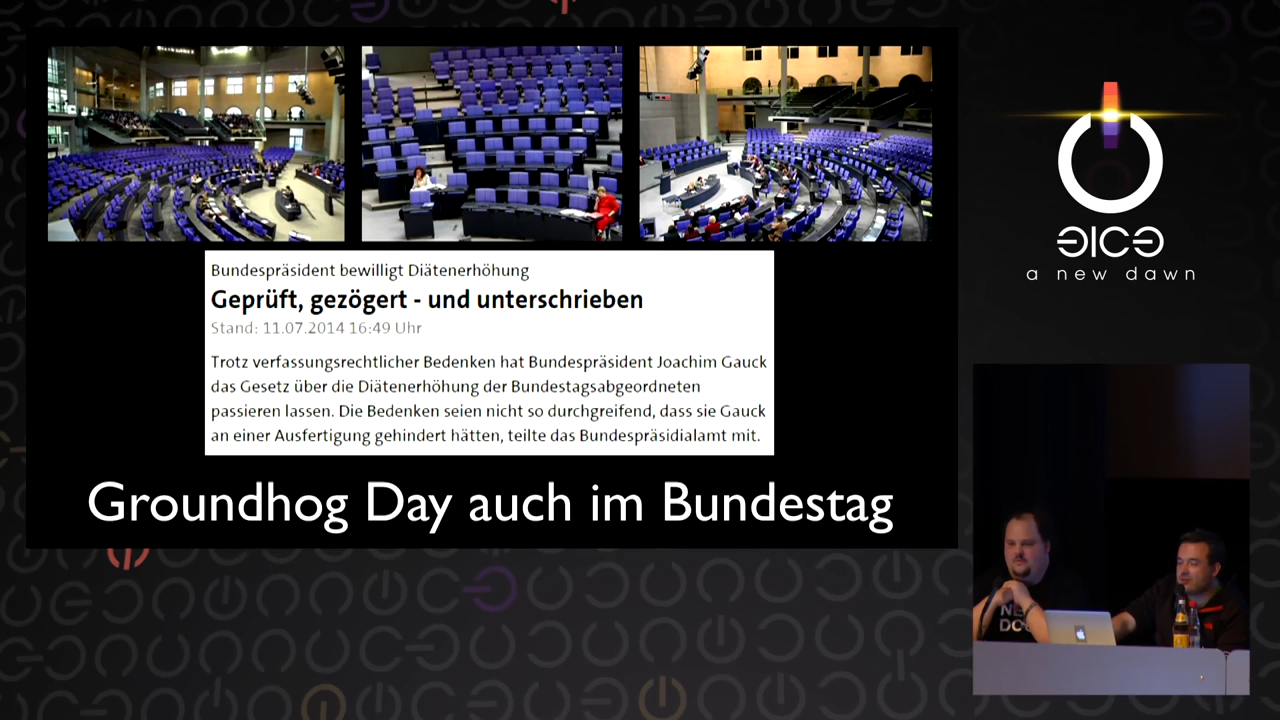 Bundespräsident bewilligt Diätenerhöhung
Geprüft, gezögert - und unterschrieben
Stand: 11.07.2014 16:49 Uhr
Trotz verfassungsrechtlicher Bedenken hat Bundespräsident Joachim Gauck
das Gesetz über die Diätenerhöhung der Bundestagsabgeordneten
passieren lassen. Die Bedenken seien nicht so durchgreifend, dass sie Gauck
an einer Ausfertigung gehindert hätten, teilte das Bundespräsidialamt mit.
Groundhog Day auch im Bundestag
a new dawn